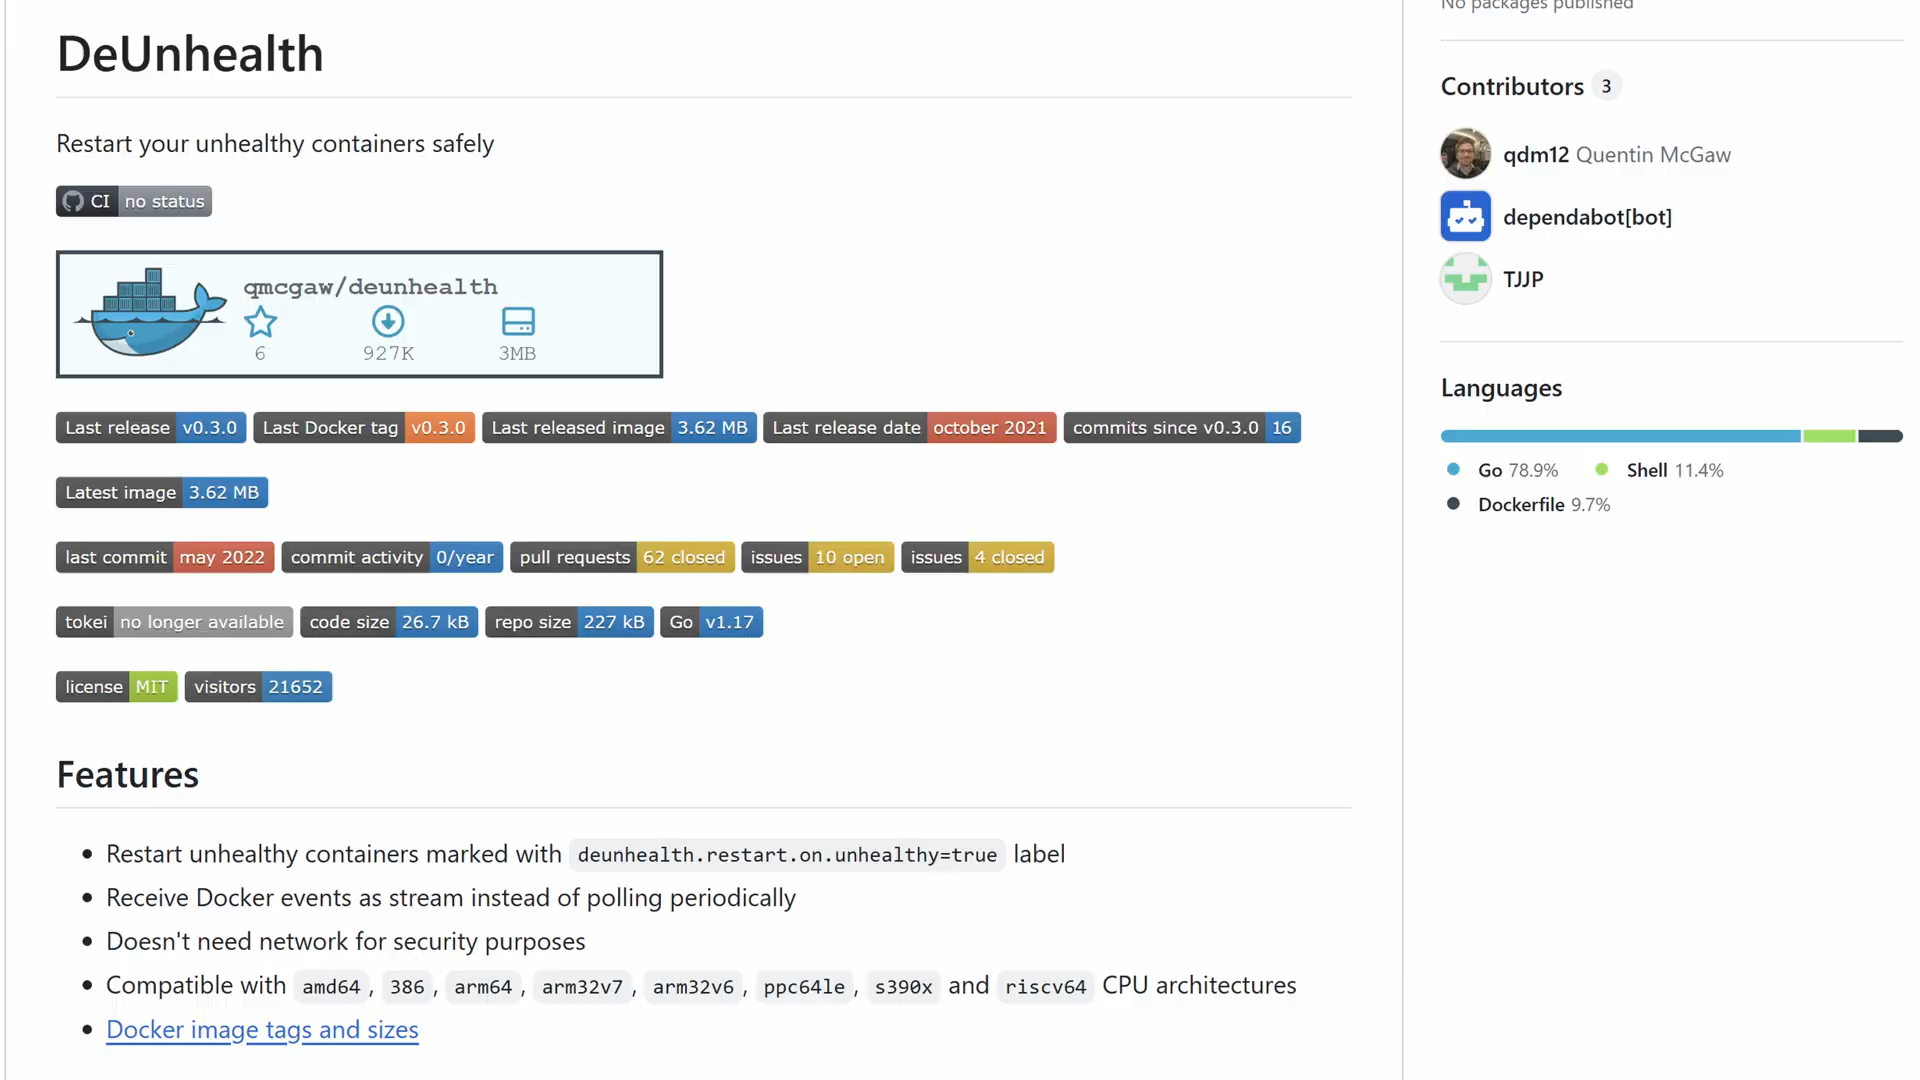 No packages published
DeUnhealth
Restart your unhealthy containers safely
CI no status
qmcgaw/deunhealth
6 927K 3MB
Last release v0.3.0 Last Docker tag v0.3.0 Last released image 3.62 MB Last release date october 2021 commits since v0.3.0 16
Latest image 3.62 MB
last commit may 2022 commit activity 0/year pull requests 62 closed issues 10 open issues 4 closed
tokei no longer available code size 26.7 kB repo size 227 kB Go v1.17
license MIT visitors 21652
Features
• Restart unhealthy containers marked with deunhealth.restart.on.unhealthy=true label
• Receive Docker events as stream instead of polling periodically
• Doesn't need network for security purposes
• Compatible with amd64, 386, arm64, arm32v7, arm32v6, ppc64le, s390x and riscv64 CPU architectures
• Docker image tags and sizes
Contributors 3
qdm12 Quentin McGaw
dependabot[bot]
TJJP
Languages
Go 78.9% Shell 11.4%
Dockerfile 9.7%